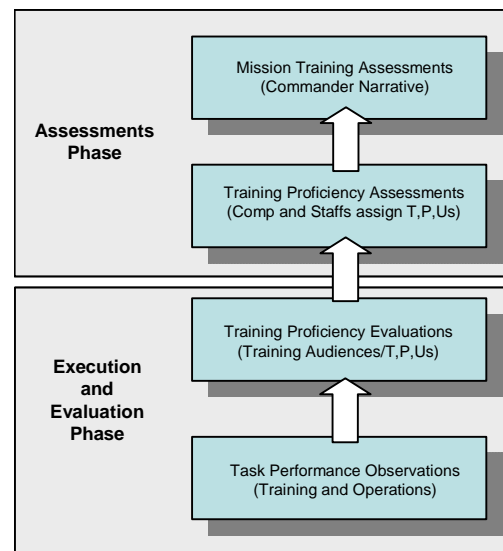 Assessments
Phase
Mission Training Assessments
(Commander Narrative)
Training Proficiency Assessments
(Comp and Staffs assign T,P,Us)
Execution
and
Evaluation
Phase
Training Proficiency Evaluations
(Training Audiences/T,P,Us)
Task Performance Observations
(Training and Operations)